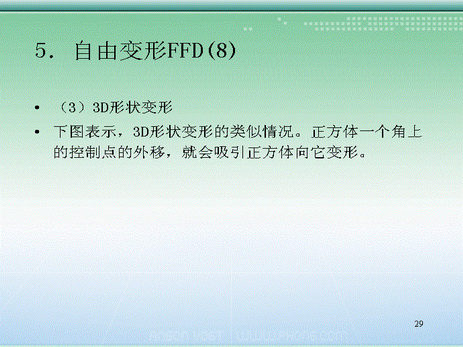 5. 自由变形FFD(8)
• （3）3D形状变形
• 下图表示，3D形状变形的类似情况。正方体一个角上
的控制点的外移，就会吸引正方体向它变形。
29